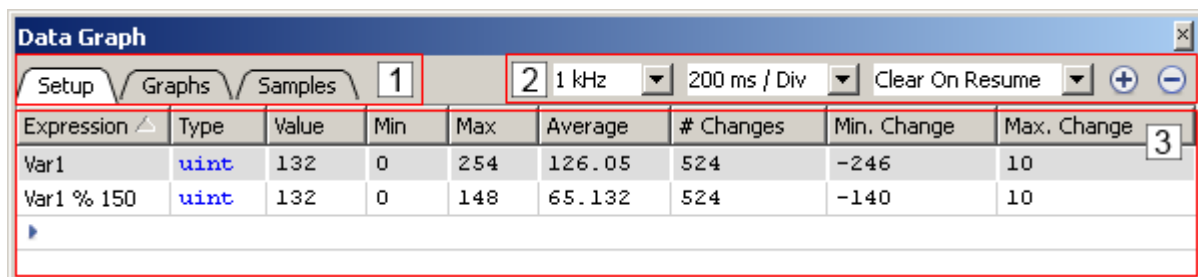 Data Graph
Setup Graphs Samples 1 2 1 kHz 200 ms / Div Clear On Resume
Expression Type Value Min Max Average # Changes Min. Change Max. Change 3
Var1 uint 132 0 254 126.05 524 -246 10
Var1 % 150 uint 132 0 148 65.132 524 -140 10